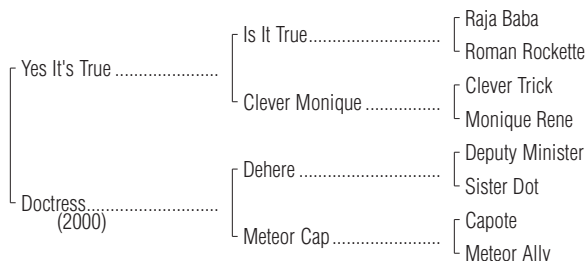 Raja Baba
Is It True
Roman Rockette
Yes It's True
Clever Trick
Clever Monique
Monique Rene
Deputy Minister
Dehere
Sister Dot
Doctress
(2000)
Capote
Meteor Cap
Meteor Ally